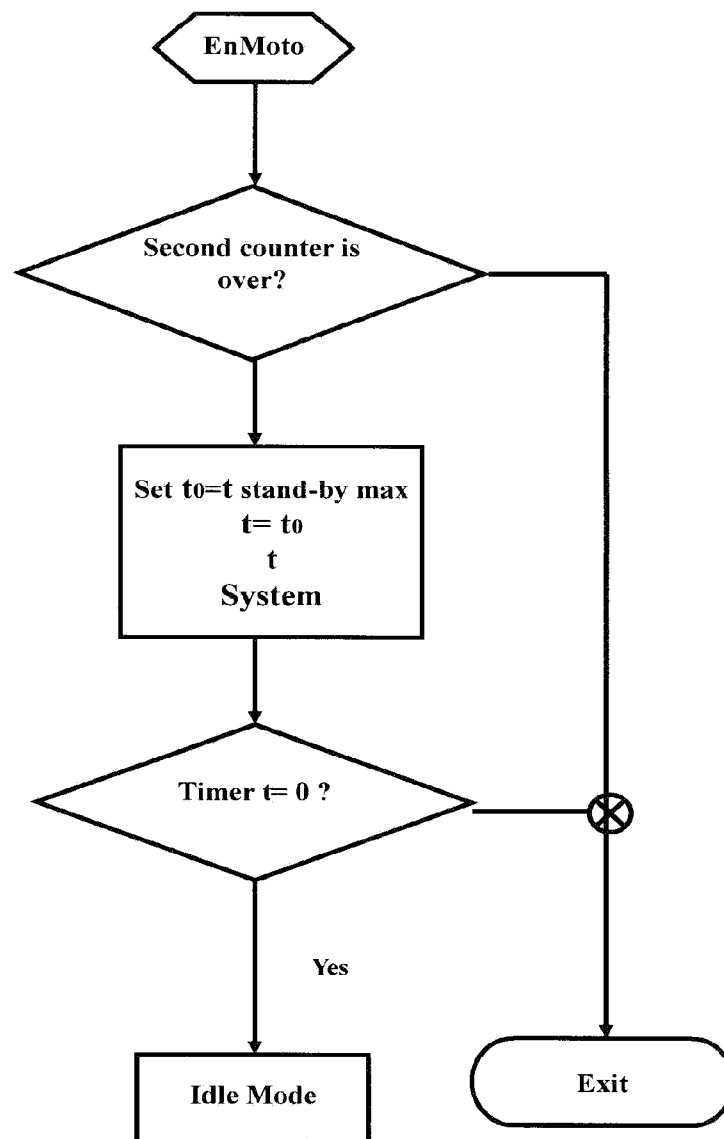 EnMoto
Second counter is
over?
Set t0=t stand-by max
t= t0
t
System
Timer t= 0 ?
Yes
Idle Mode
Exit